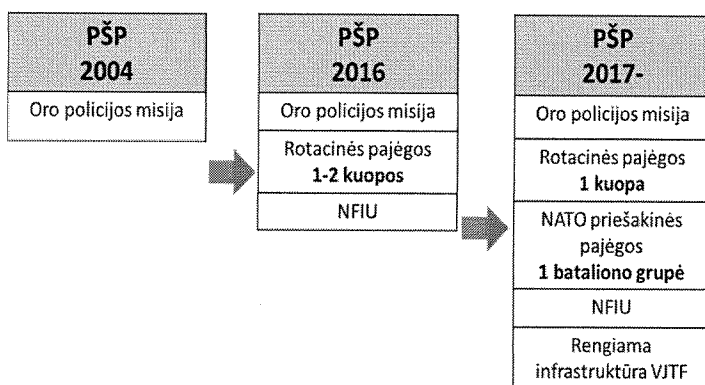 PŠP
2004
Oro policijos misija
PŠP
2016
Oro policijos misija
Rotacinės pajėgos
1-2 kuopos
NFIU
PŠP
2017-
Oro policijos misija
Rotacinės pajėgos
1 kuopa
NATO priešakinės
pajėgos
1 bataliono grupė
NFIU
Rengiama
infrastruktūra VJTF